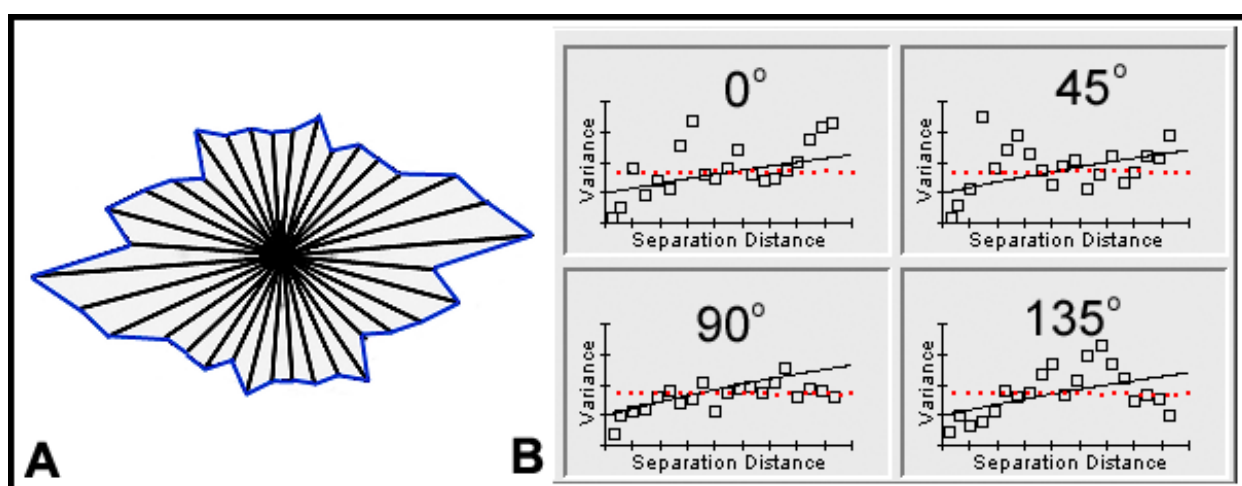 A
B
0°
Variance
Separation Distance
45°
Variance
Separation Distance
90°
Variance
Separation Distance
135°
Variance
Separation Distance